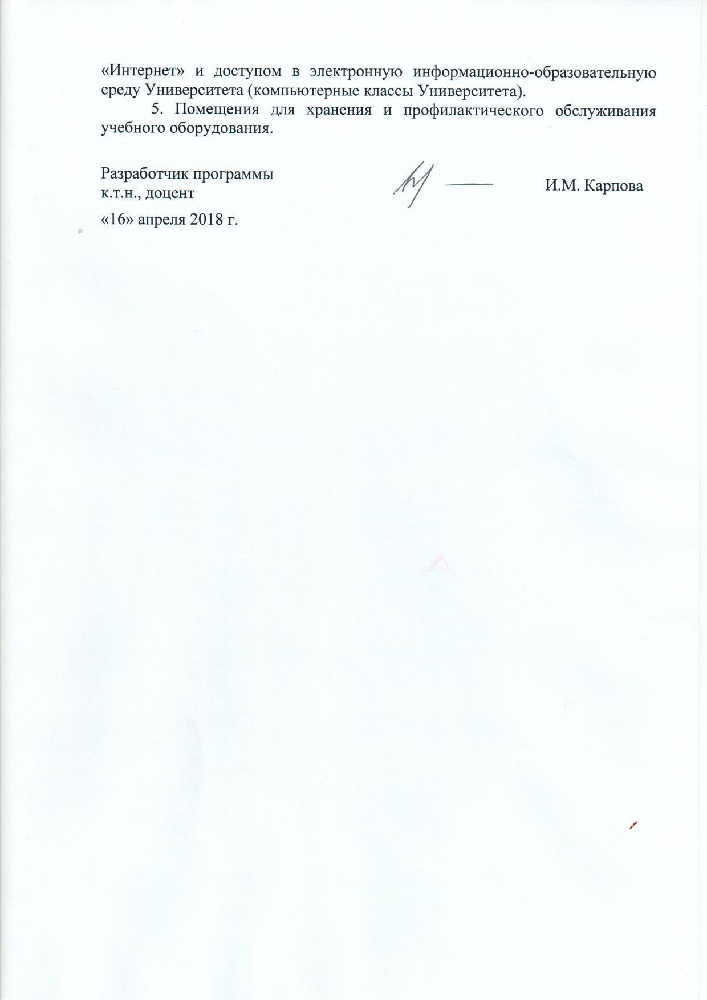 «Интернет» и доступом в электронную информационно-образовательную
среду Университета (компьютерные классы Университета).
5. Помещения для хранения и профилактического обслуживания
учебного оборудования.
Разработчик программы
к.т.н., доцент
И.М. Карпова
«16» апреля 2018 г.